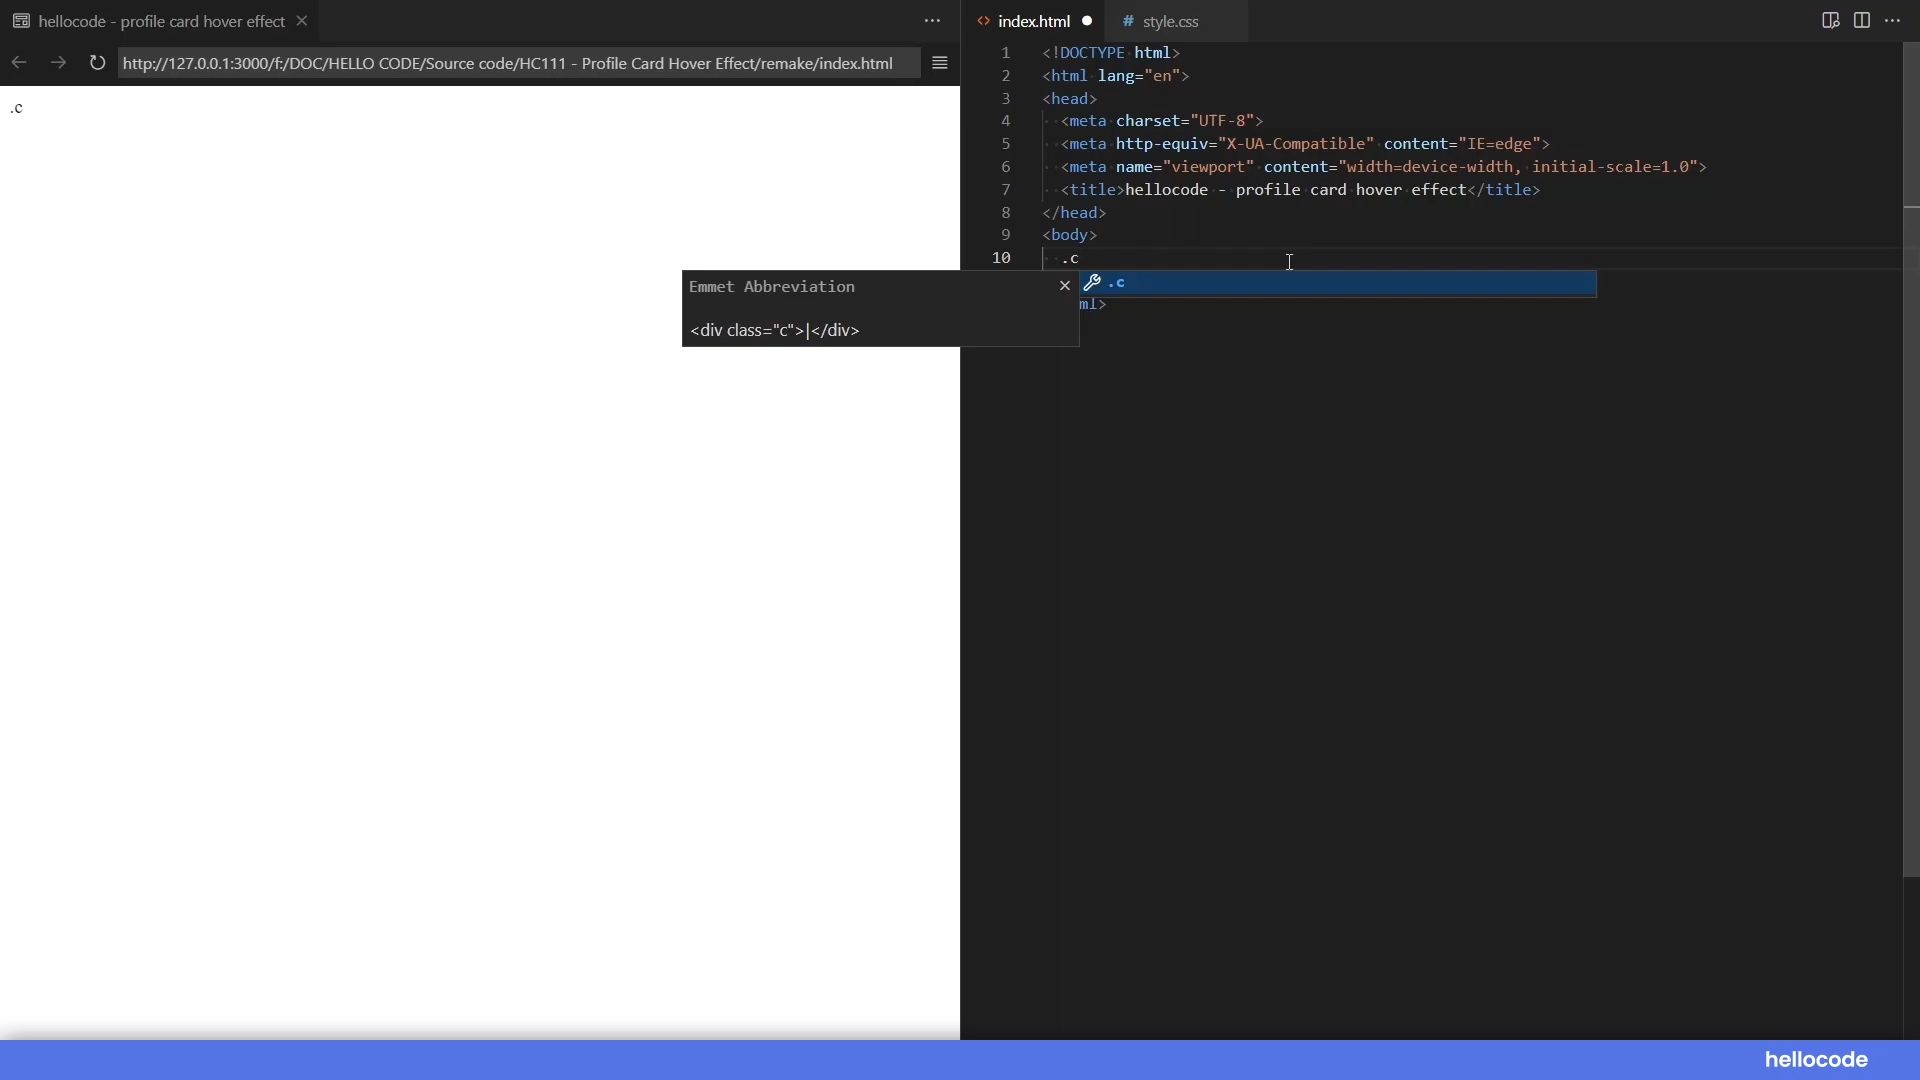 hellocode - profile card hover effect
http://127.0.0.1:3000/f:/DOC/HELLO CODE/Source code/HC111 - Profile Card Hover Effect/remake/index.html
.c
<> index.html
# style.css
1 <!DOCTYPE html>
2 <html lang="en">
3 <head>
4 <meta charset="UTF-8">
5 <meta http-equiv="X-UA-Compatible" content="IE=edge">
6 <meta name="viewport" content="width=device-width, initial-scale=1.0">
7 <title>hellocode - profile card hover effect</title>
8 </head>
9 <body>
10 .c
Emmet Abbreviation
<div class="c">|</div>
.c
ml>
hellocode